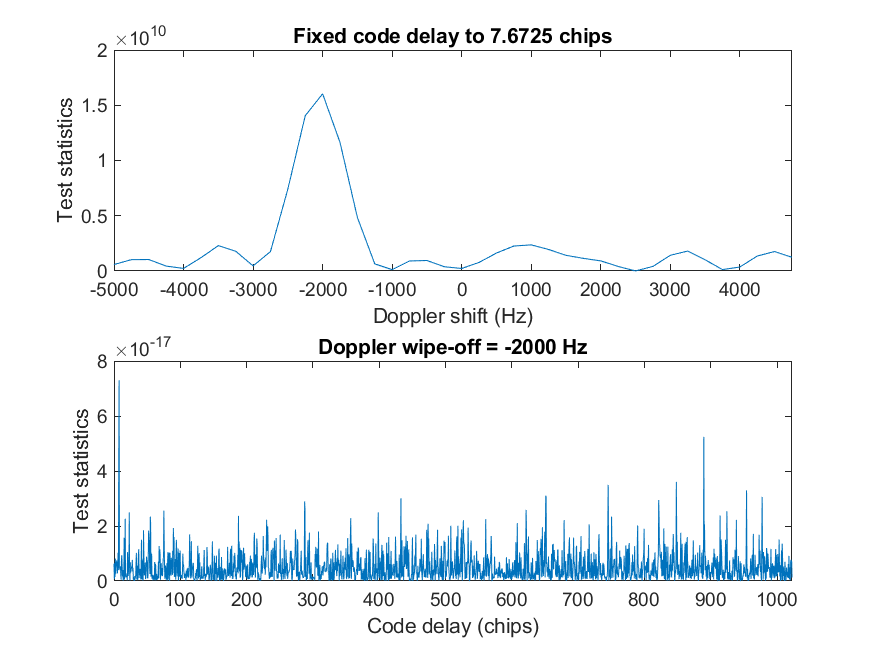 Fixed code delay to 7.6725 chips
×10^10
2
1.5
1
0.5
0
Test statistics
-5000 -4000 -3000 -2000 -1000 0 1000 2000 3000 4000
Doppler shift (Hz)
Doppler wipe-off = -2000 Hz
×10^-17
8
6
4
2
0
Test statistics
0 100 200 300 400 500 600 700 800 900 1000
Code delay (chips)